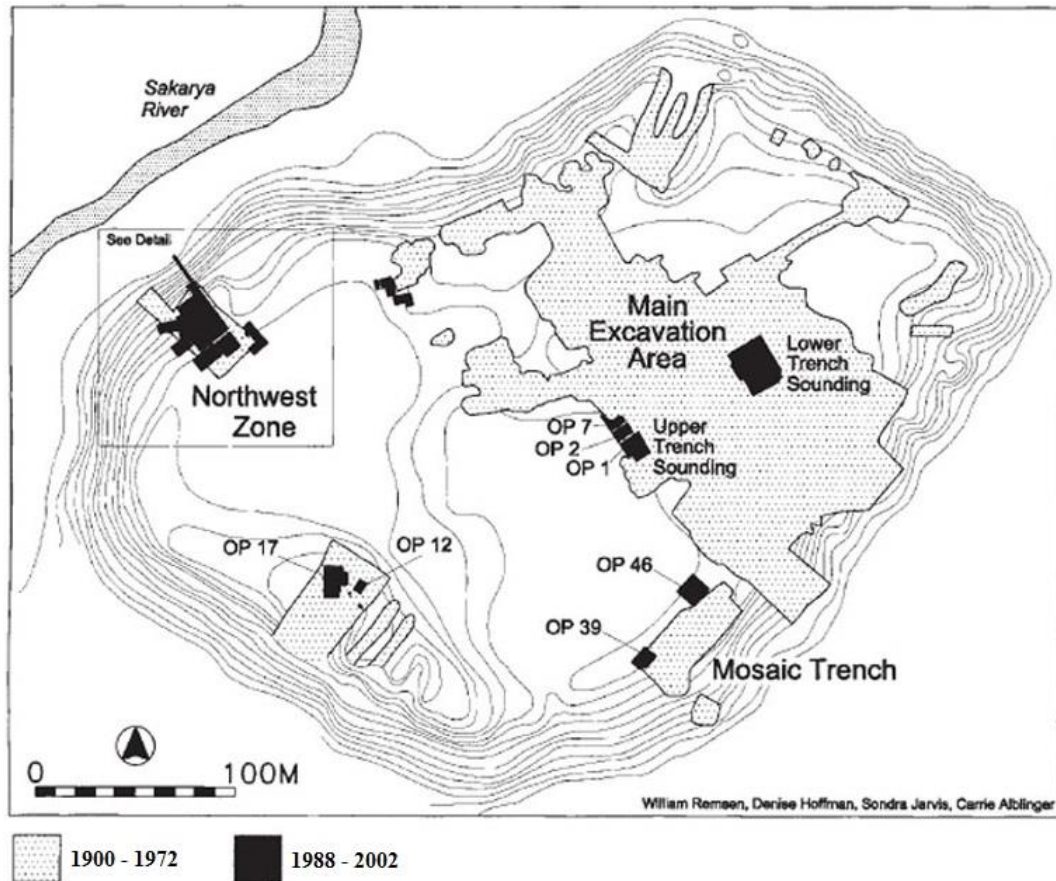 Sakarya
River
See Detail
Northwest
Zone
Main
Excavation
Area
Lower
Trench
Sounding
OP 7
OP 2
OP 1
Upper
Trench
Sounding
OP 17
OP 12
OP 46
OP 39
Mosaic Trench
0 100M
William Remsen, Denise Hoffman, Sondra Jarvis, Carrie Alblinger
1900 - 1972
1988 - 2002